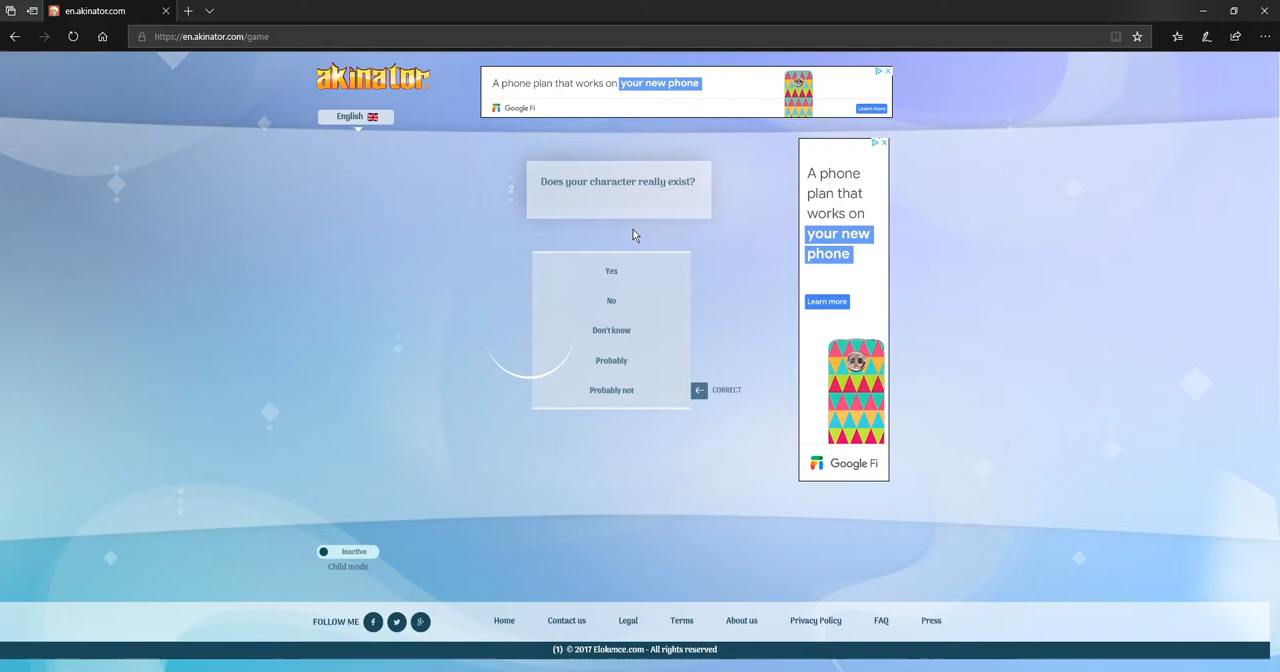 en.akinator.com
https://en.akinator.com/game
akinator
English
A phone plan that works on your new phone
Google Fi
Learn more
2
Does your character really exist?
Yes
No
Don't know
Probably
Probably not
CORRECT
A phone
plan that
works on
your new
phone
Learn more
Google Fi
Inactive
Child mode
FOLLOW ME
Home
Contact us
Legal
Terms
About us
Privacy Policy
FAQ
Press
(1) © 2017 Elokence.com - All rights reserved